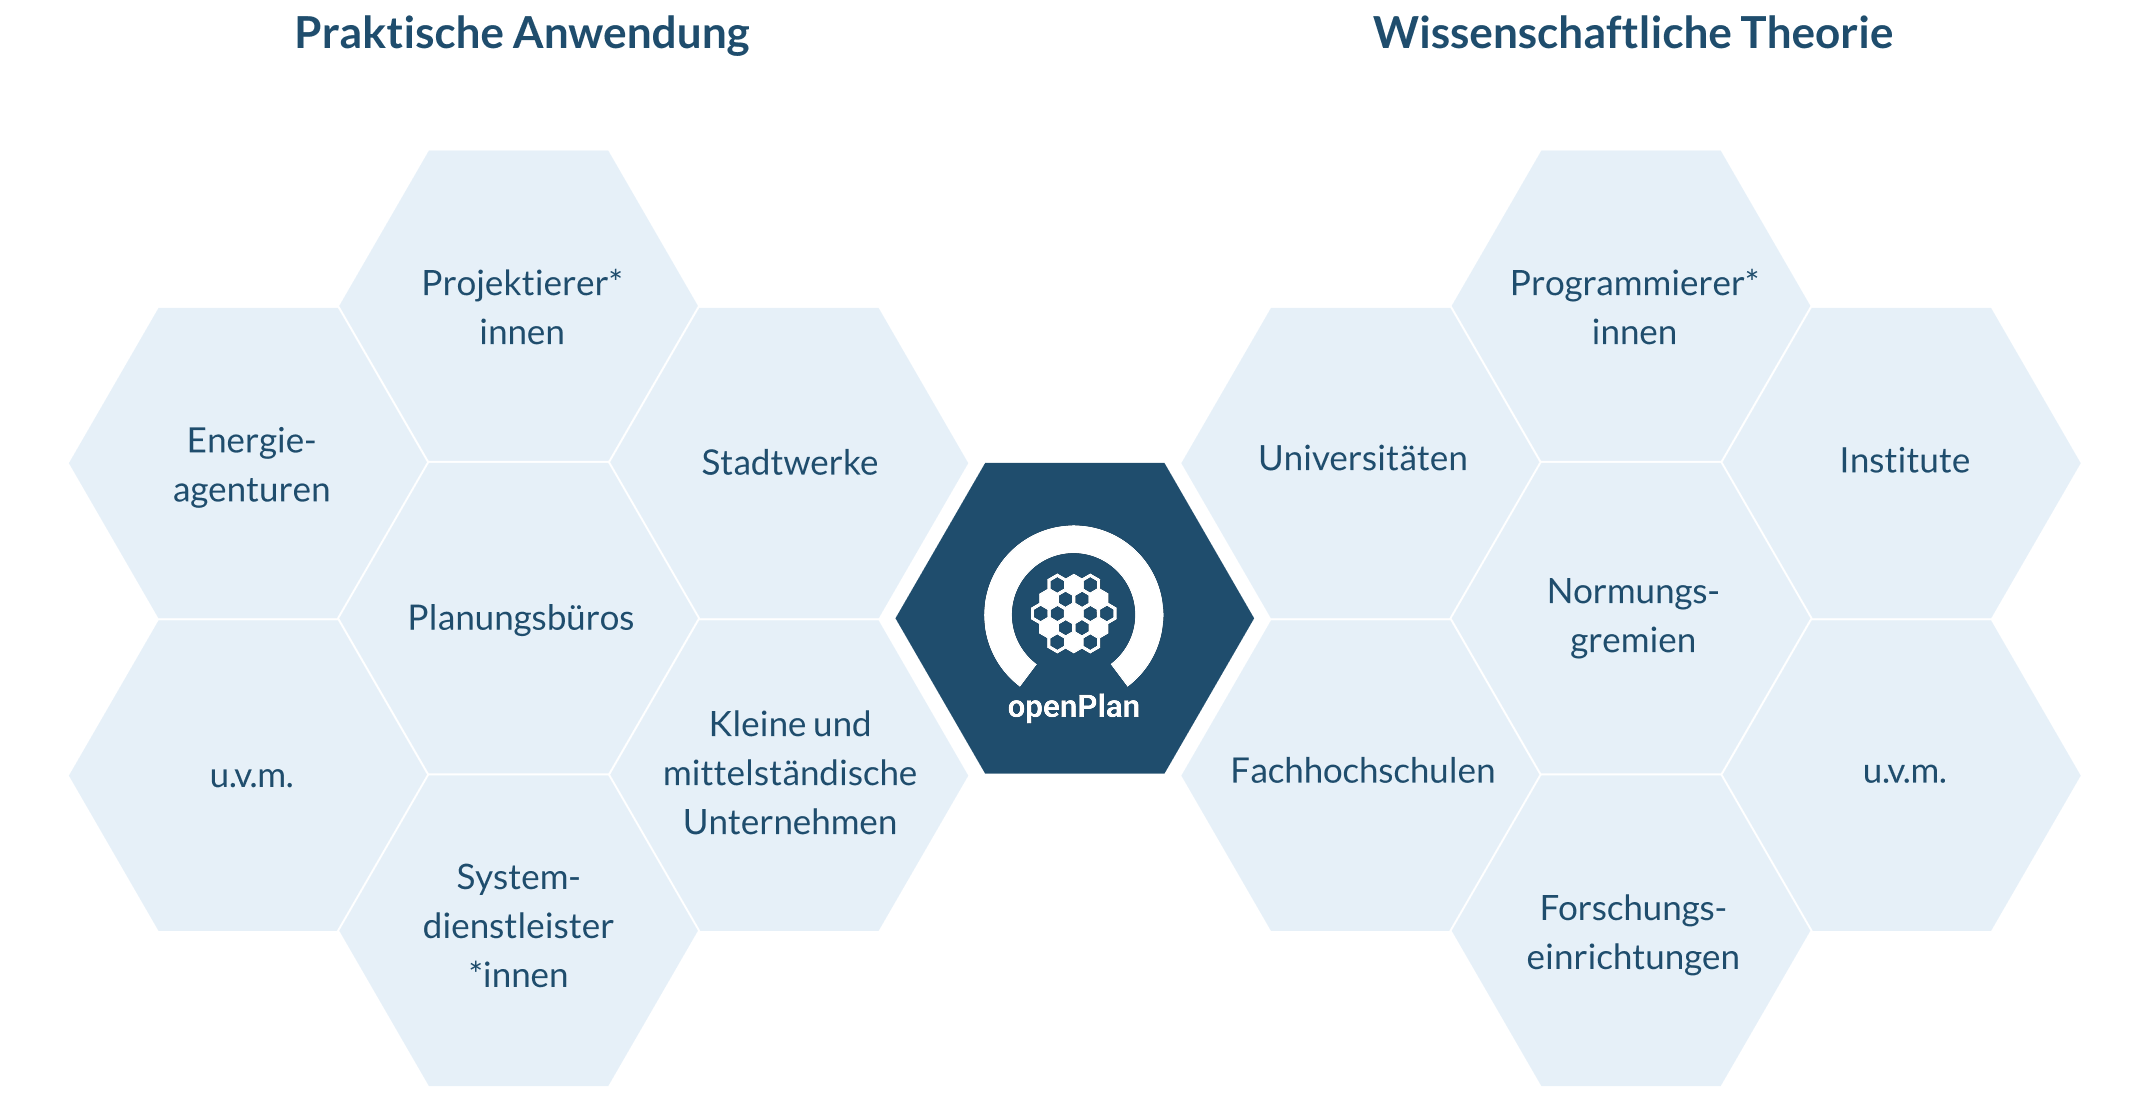 Praktische Anwendung
Projektierer*
innen
Energie-
agenturen
Stadtwerke
Planungsbüros
u.v.m.
Kleine und
mittelständische
Unternehmen
System-
dienstleister
*innen
openPlan
Wissenschaftliche Theorie
Programmierer*
innen
Universitäten
Institute
Normungs-
gremien
Fachhochschulen
u.v.m.
Forschungs-
einrichtungen